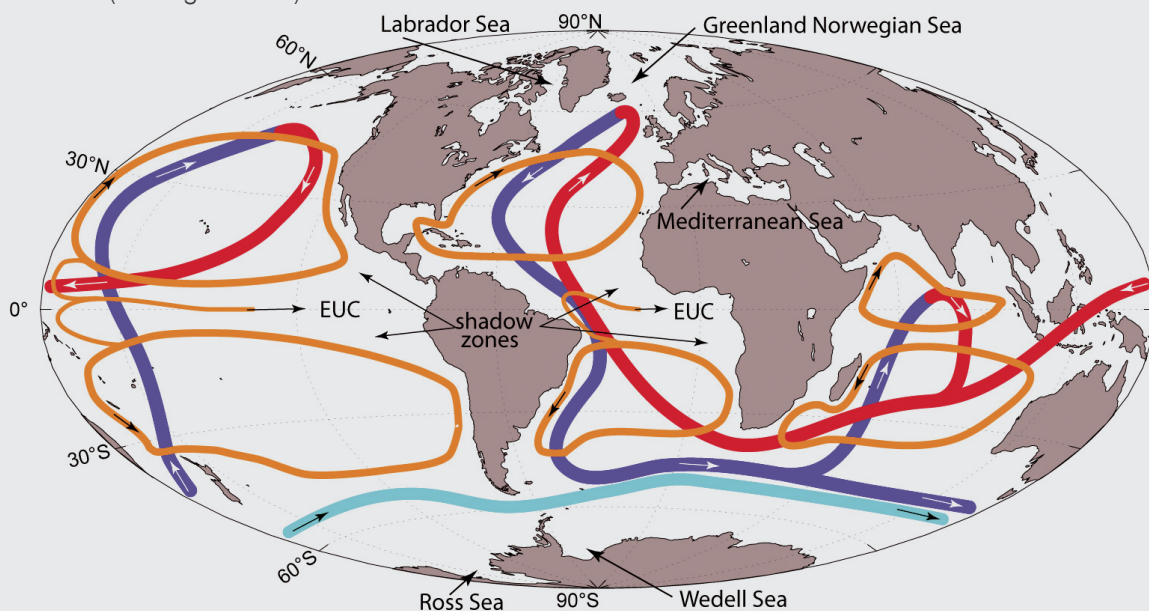 Labrador Sea
90°N
Greenland Norwegian Sea
60°N
30°N
Mediterranean Sea
0°
EUC
shadow
zones
EUC
30°S
60°S
Ross Sea
90°S
Wedell Sea